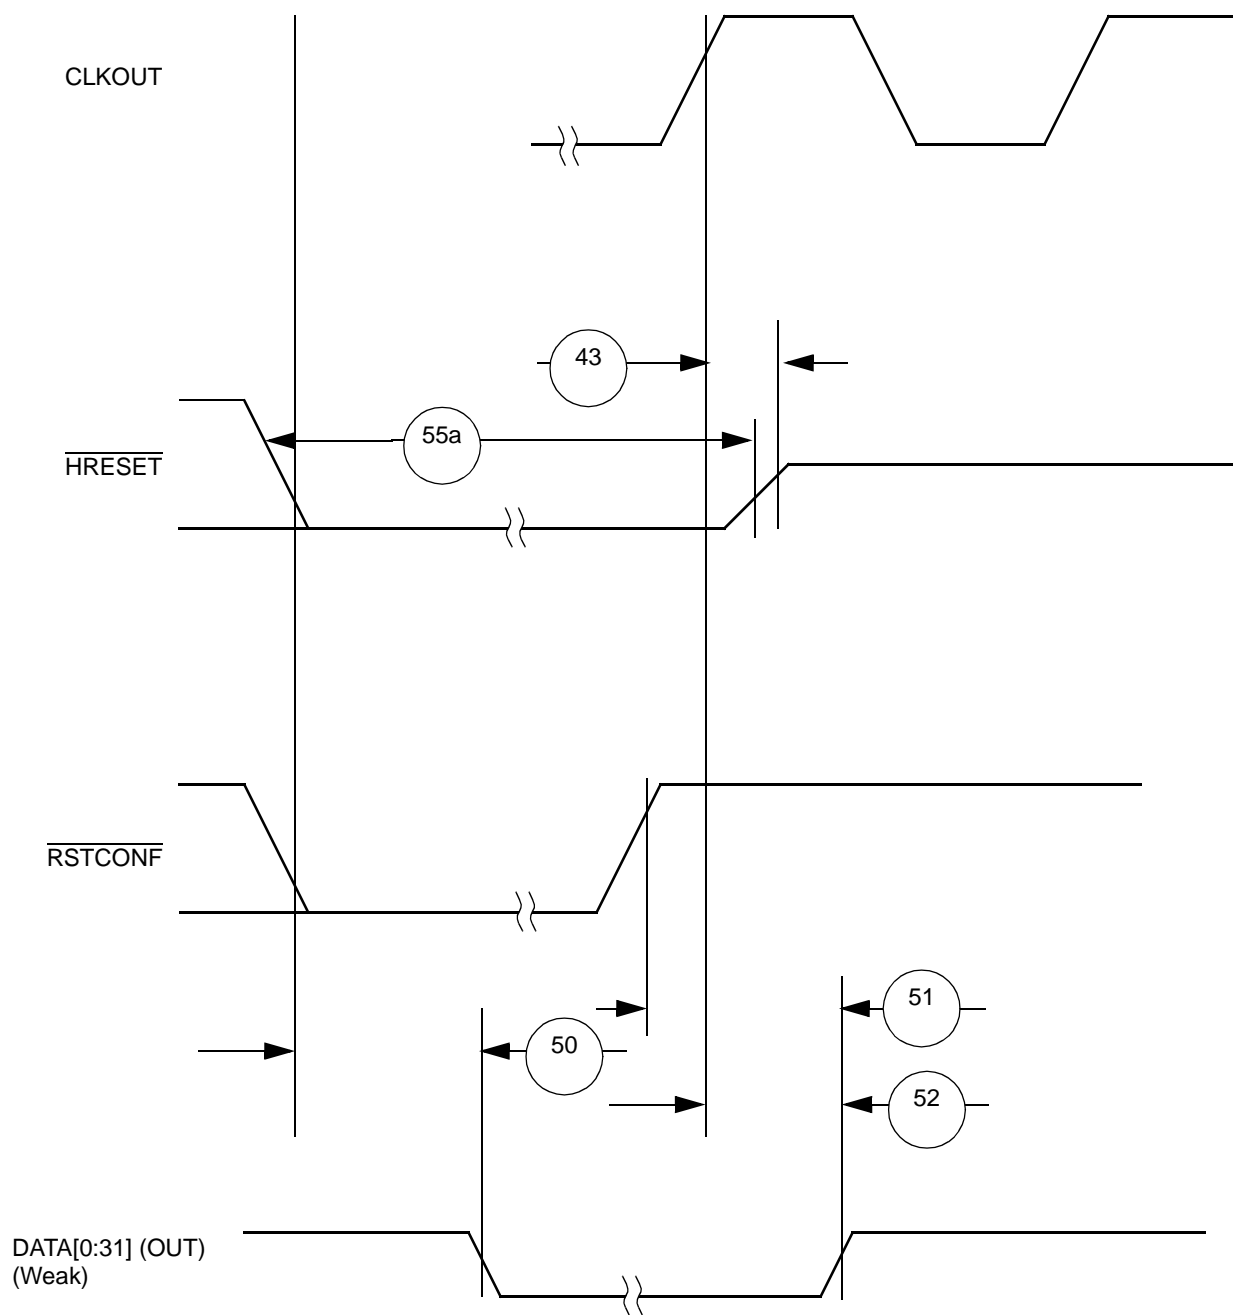 CLKOUT
43
55a
HRESET
RSTCONF
51
50
52
DATA[0:31] (OUT)
(Weak)